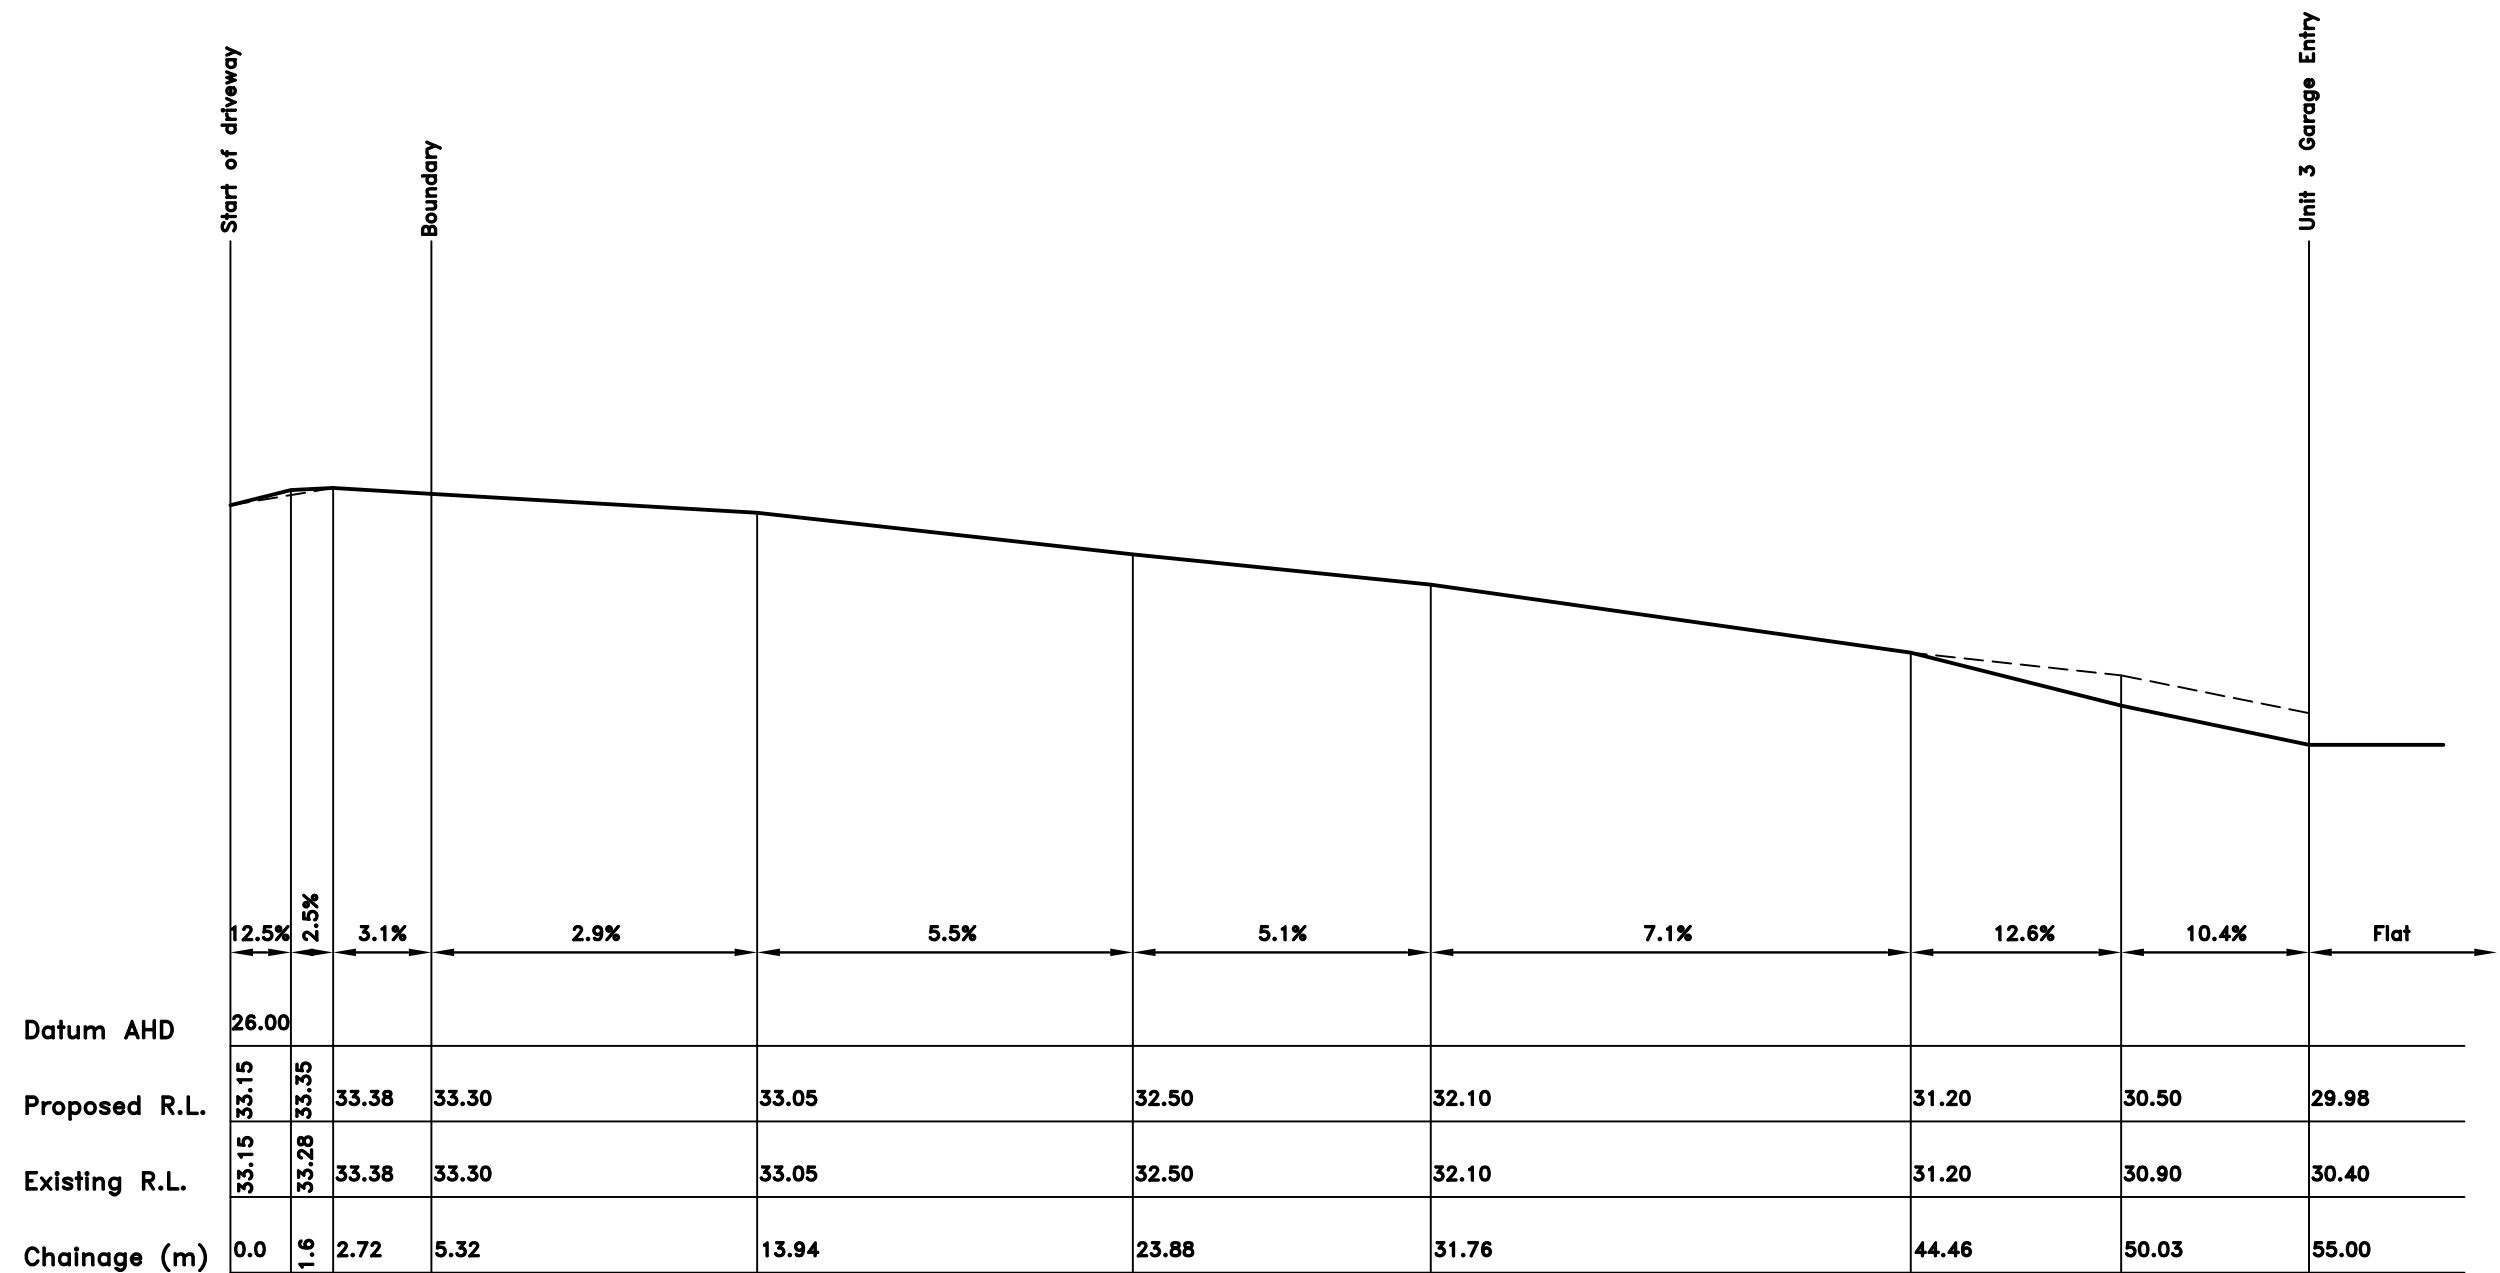 Start of driveway
Boundary
Unit 3 Garage Entry
12.5% 2.5% 3.1% 2.9% 5.5% 5.1% 7.1% 12.6% 10.4% Flat
Datum AHD 26.00
Proposed R.L. 33.15 33.35 33.38 33.30 33.05 32.50 32.10 31.20 30.50 29.98
Existing R.L. 33.15 33.28 33.38 33.30 33.05 32.50 32.10 31.20 30.90 30.40
Chainage (m) 0.0 1.6 2.72 5.32 13.94 23.88 31.76 44.46 50.03 55.00